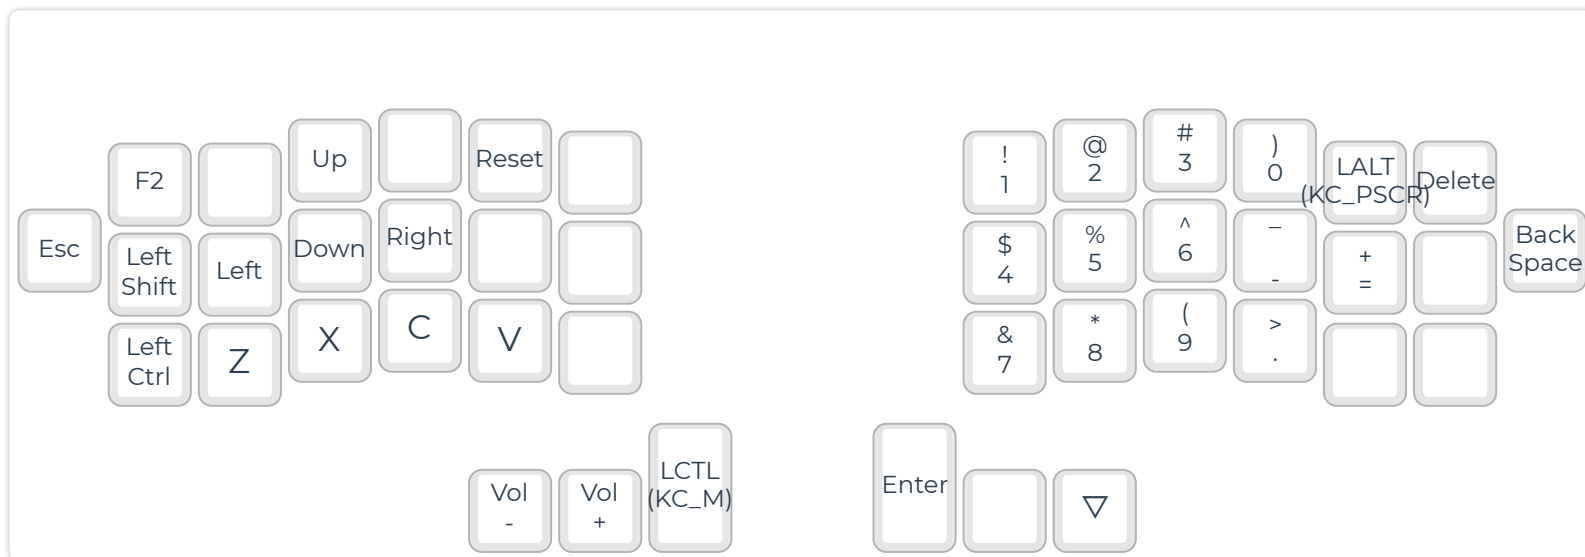 Esc
F2
Up
Reset
Left
Shift
Left
Down
Right
Left
Ctrl
Z
X
C
V
Vol
-
Vol
+
LCTL
(KC_M)
!
1
@
2
#
3
)
0
LALT
(KC_PSCR)
Delete
$
4
%
5
^
6
_
-
+
=
Back
Space
&
7
*
8
(
9
>
.
Enter
▽